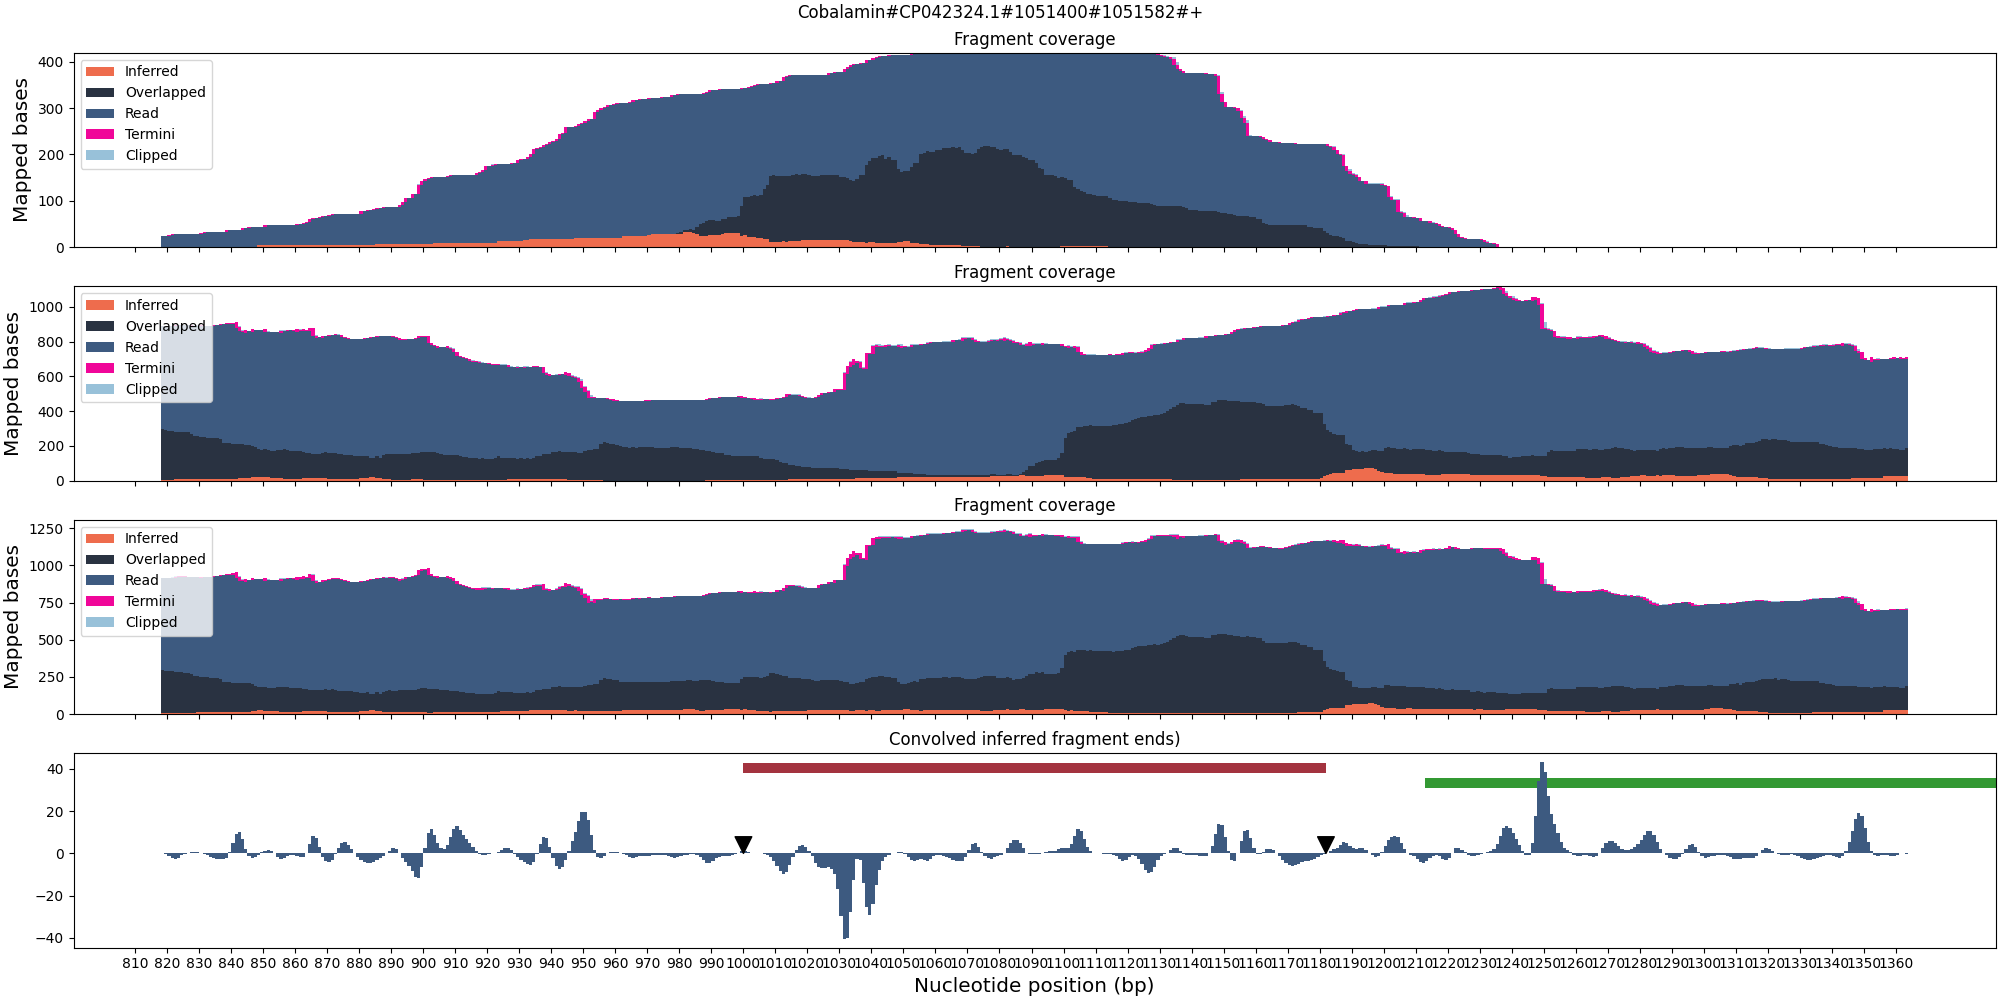 Cobalamin#CP042324.1#1051400#1051582#+
Fragment coverage
400
300
200
100
0
Mapped bases
Inferred
Overlapped
Read
Termini
Clipped
Fragment coverage
1000
800
600
400
200
0
Mapped bases
Inferred
Overlapped
Read
Termini
Clipped
Fragment coverage
1250
1000
750
500
250
0
Mapped bases
Inferred
Overlapped
Read
Termini
Clipped
Convolved inferred fragment ends)
40
20
0
−20
−40
810 820 830 840 850 860 870 880 890 900 910 920 930 940 950 960 970 980 990 1000 1010 1020 1030 1040 1050 1060 1070 1080 1090 1100 1110 1120 1130 1140 1150 1160 1170 1180 1190 1200 1210 1220 1230 1240 1250 1260 1270 1280 1290 1300 1310 1320 1330 1340 1350 1360
Nucleotide position (bp)